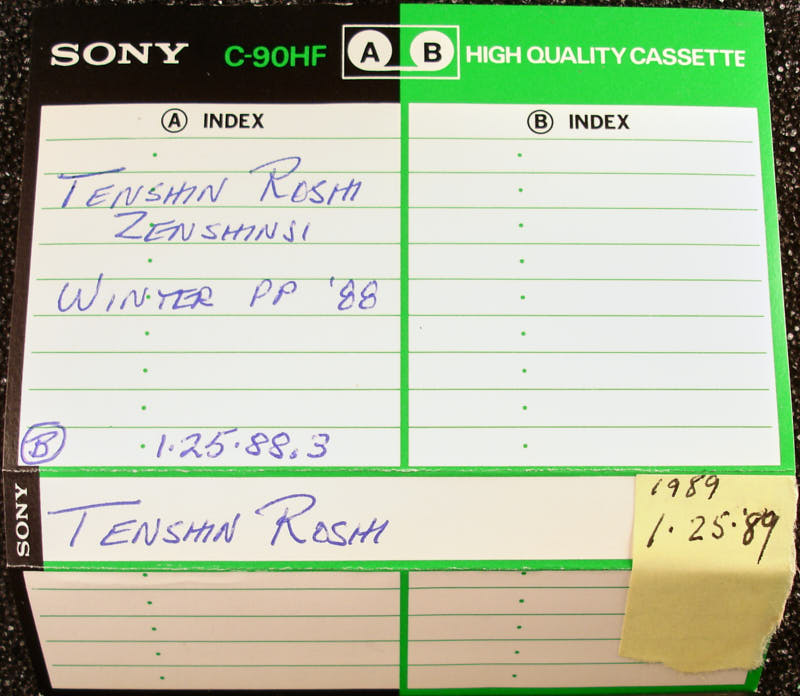 SONY C-90HF A B HIGH QUALITY CASSETTE
A INDEX
B INDEX
TENSHIN ROSHI
ZENSHINJI
WINTER PP '88
B 1.25.88.3
SONY
TENSHIN ROSHI
1989
1.25.'89